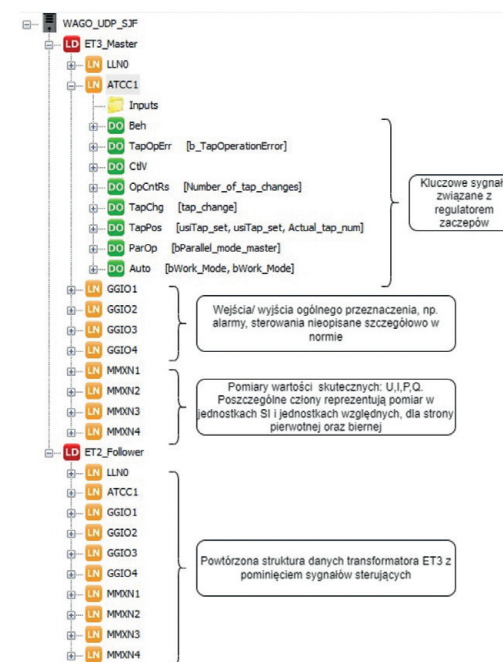 WAGO_UDP_SJF
LD ET3_Master
LN LLN0
LN ATCC1
Inputs
DO Beh
DO TapOpErr [b_TapOperationError]
DO CtlV
DO OpCntRs [Number_of_tap_changes]
DO TapChg [tap_change]
DO TapPos [usiTap_set, usiTap_set, Actual_tap_num]
DO ParOp [bParallel_mode_master]
DO Auto [bWork_Mode, bWork_Mode]
Kluczowe sygnał
związane z
regulatorem
zaczepów
LN GGIO1
LN GGIO2
LN GGIO3
LN GGIO4
Wejścia/ wyjścia ogólnego przeznaczenia, np.
alarmy, sterowania nieopisane szczegółowo w
normie
LN MMXN1
LN MMXN2
LN MMXN3
LN MMXN4
Pomiary wartości skutecznych: U,I,P,Q.
Poszczególne człony reprezentują pomiar w
jednostkach SI i jednostkach względnych, dla strony
pierwotnej oraz biernej
LD ET2_Follower
LN LLN0
LN ATCC1
LN GGIO1
LN GGIO2
LN GGIO3
LN GGIO4
LN MMXN1
LN MMXN2
LN MMXN3
LN MMXN4
Powtórzona struktura danych transformatora ET3 z
pominięciem sygnałów sterujących